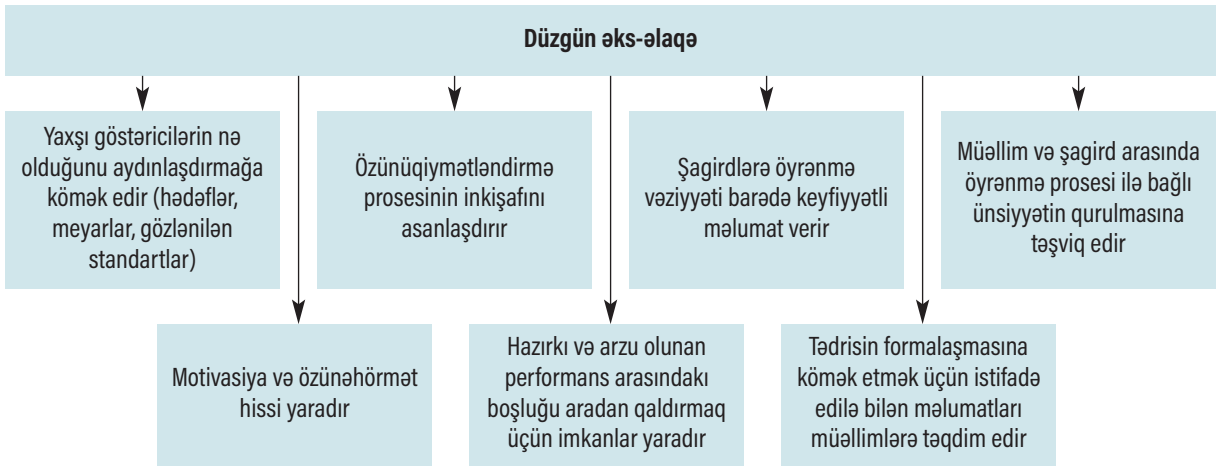 Düzgün əks-əlaqə
Yaxşı göstəricilərin nə
olduğunu aydınlaşdırmağa
kömək edir (hədəflər,
meyarlar, gözlənilən
standartlar)
Özünüqiymətləndirmə
prosesinin inkişafını
asanlaşdırır
Şagirdlərə öyrənmə
vəziyyəti barədə keyfiyyətli
məlumat verir
Müəllim və şagird arasında
öyrənmə prosesi ilə bağlı
ünsiyyətin qurulmasına
təşviq edir
Motivasiya və özünəhörmət
hissi yaradır
Hazırkı və arzu olunan
performans arasındakı
boşluğu aradan qaldırmaq
üçün imkanlar yaradır
Tədrisin formalaşmasına
kömək etmək üçün istifadə
edilə bilən məlumatları
müəllimlərə təqdim edir